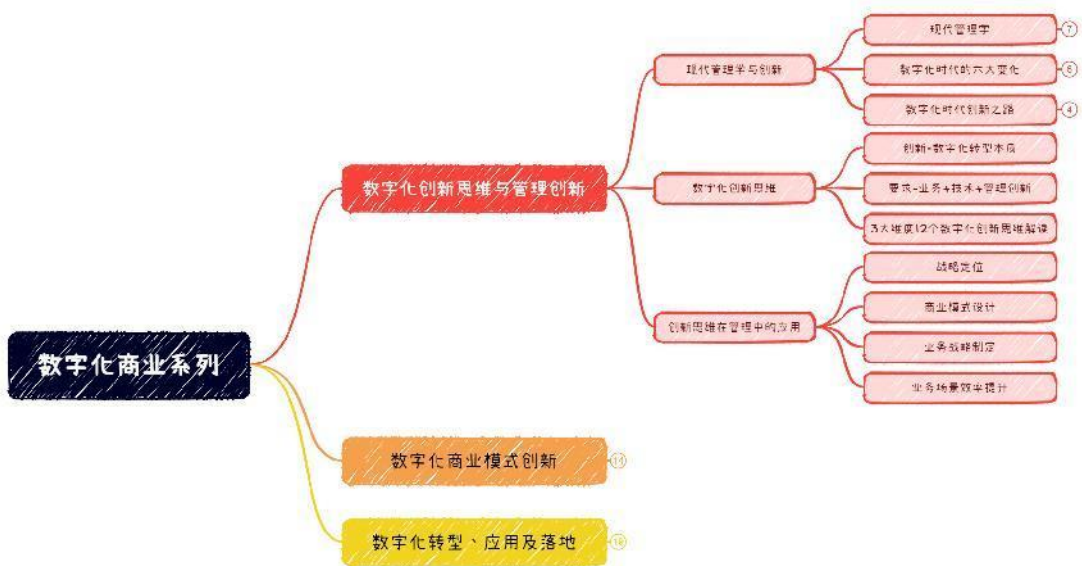 数字化商业系列
数字化创新思维与管理创新
现代管理学与创新
现代管理学
7
数字化时代的六大变化
6
数字化时代创新之路
4
数字化创新思维
创新-数字化转型本质
要求-业务+技术+管理创新
3大维度12个数字化创新思维解读
创新思维在管理中的应用
战略定位
商业模式设计
业务战略制定
业务场景效率提升
数字化商业模式创新
数字化转型、应用及落地